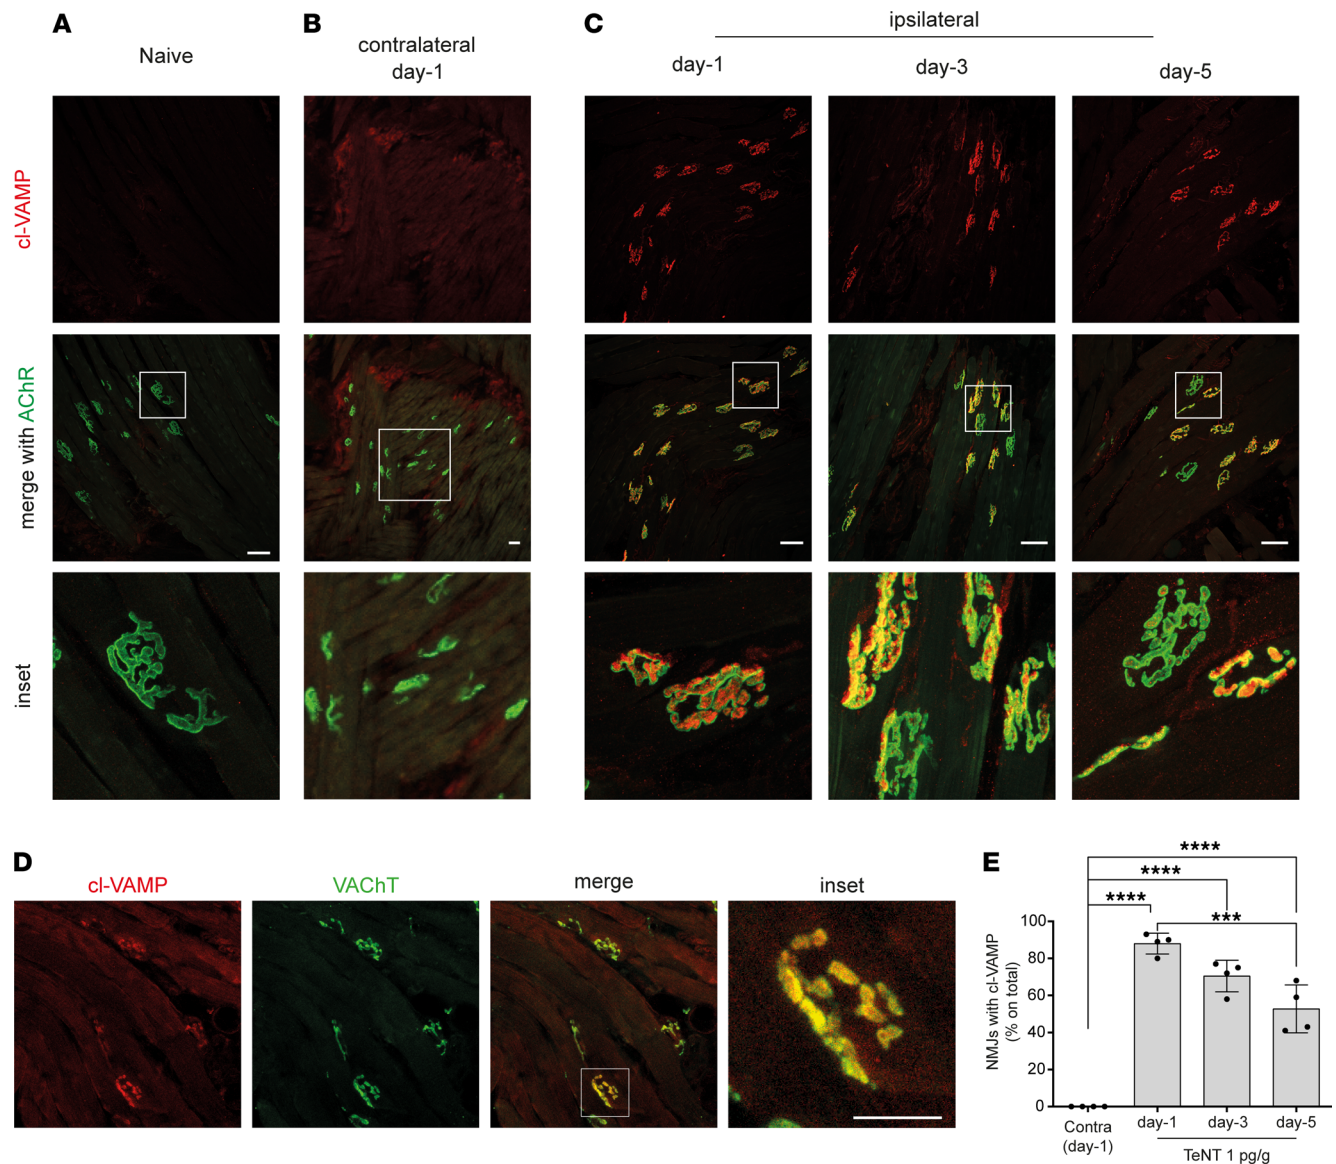 A
Naive
B
contralateral
day-1
C
ipsilateral
day-1
day-3
day-5
cl-VAMP
merge with AChR
inset
D
cl-VAMP
VAChT
merge
inset
E
****
****
****
***
NMJs with cl-VAMP
(% on total)
100
80
60
40
20
0
Contra
(day-1)
day-1
day-3
day-5
TeNT 1 pg/g